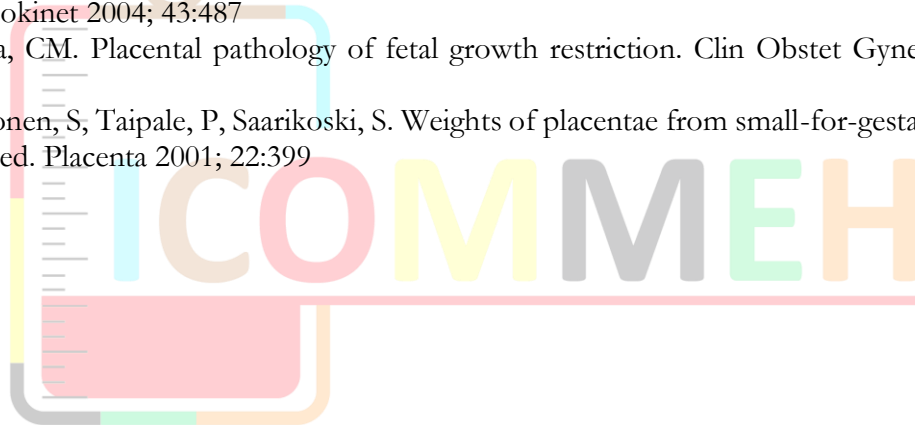 okinet 2004; 43:487
a, CM. Placental pathology of fetal growth restriction. Clin Obstet Gyne
onen, S, Taipale, P, Saarikoski, S. Weights of placentae from small-for-gesta
ed. Placenta 2001; 22:399
ICOMMEH